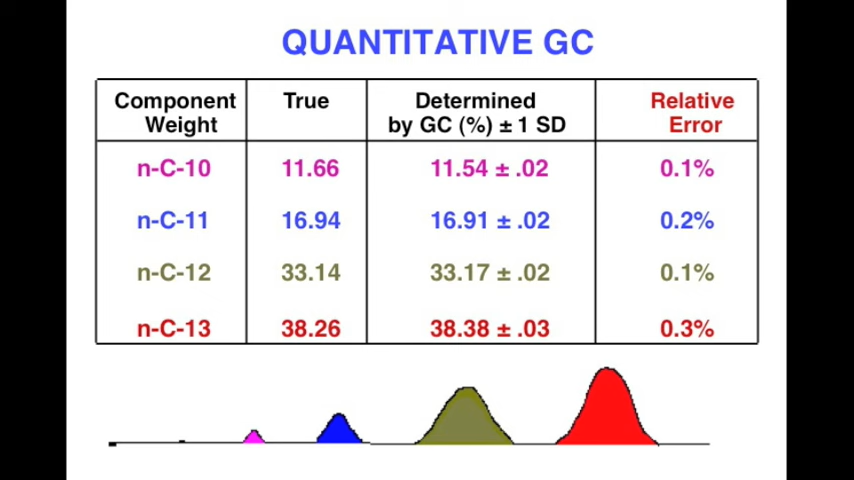 QUANTITATIVE GC
Component Weight True Determined by GC (%) ± 1 SD Relative Error
n-C-10 11.66 11.54 ± .02 0.1%
n-C-11 16.94 16.91 ± .02 0.2%
n-C-12 33.14 33.17 ± .02 0.1%
n-C-13 38.26 38.38 ± .03 0.3%